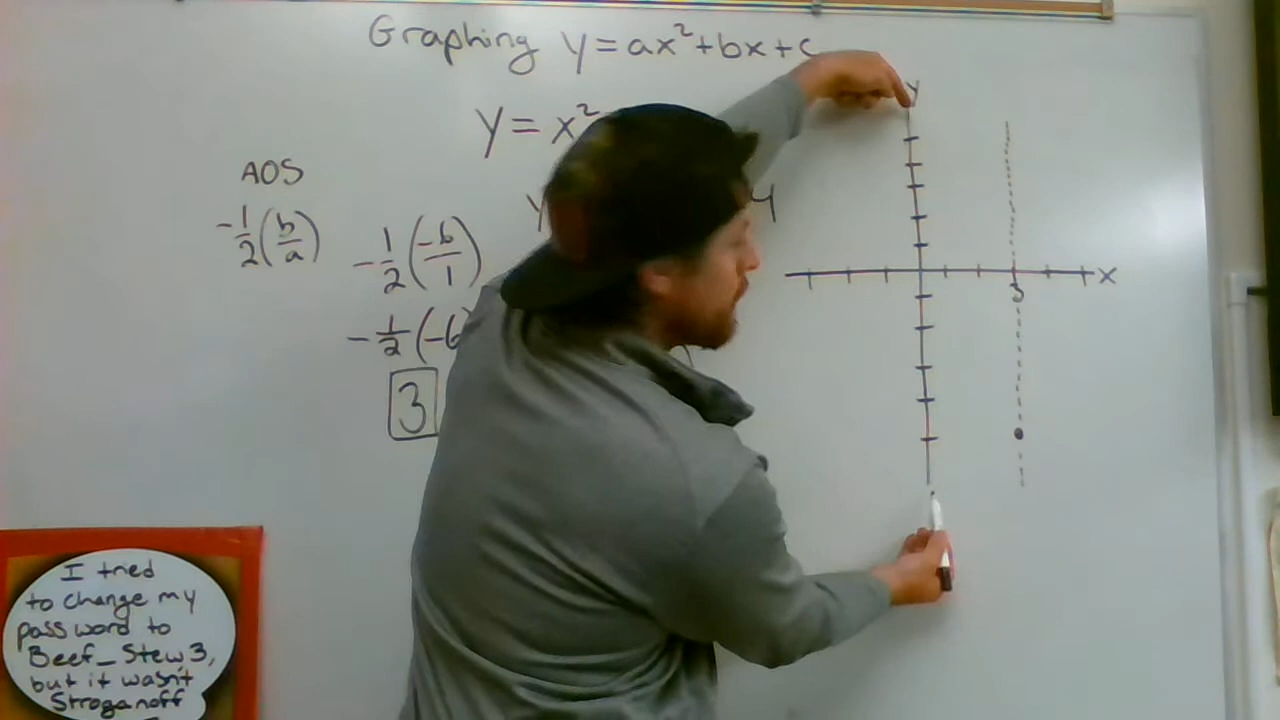 Graphing y=ax²+bx+c
y = x²
AOS
-1/2(b/a)
-1/2(-6/1)
-1/2(-6)
3
y
4
y
x
3
I tried
to change my
password to
Beef_Stew3,
but it wasn't
Stroganoff